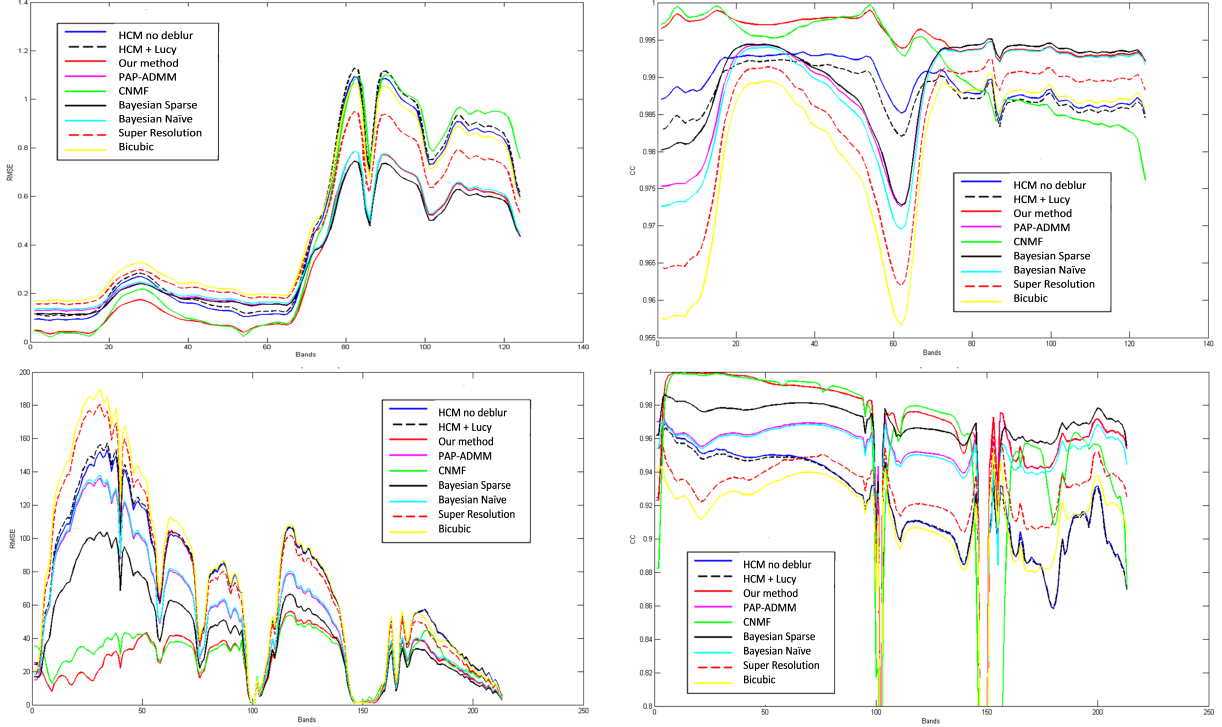 1.4
1.2
1
0.8
0.6
0.4
0.2
0
RMSE
0 20 40 60 80 100 120 140
Bands
HCM no deblur
HCM + Lucy
Our method
PAP-ADMM
CNMF
Bayesian Sparse
Bayesian Naïve
Super Resolution
Bicubic
1
0.995
0.99
0.985
0.98
0.975
0.97
0.965
0.96
0.955
CC
0 20 40 60 80 100 120 140
Bands
HCM no deblur
HCM + Lucy
Our method
PAP-ADMM
CNMF
Bayesian Sparse
Bayesian Naïve
Super Resolution
Bicubic
200
180
160
140
120
100
80
60
40
20
0
RMSE
0 50 100 150 200 250
Bands
HCM no deblur
HCM + Lucy
Our method
PAP-ADMM
CNMF
Bayesian Sparse
Bayesian Naïve
Super Resolution
Bicubic
1
0.98
0.96
0.94
0.92
0.9
0.88
0.86
0.84
0.82
0.8
CC
0 50 100 150 200 250
Bands
HCM no deblur
HCM + Lucy
Our method
PAP-ADMM
CNMF
Bayesian Sparse
Bayesian Naïve
Super Resolution
Bicubic